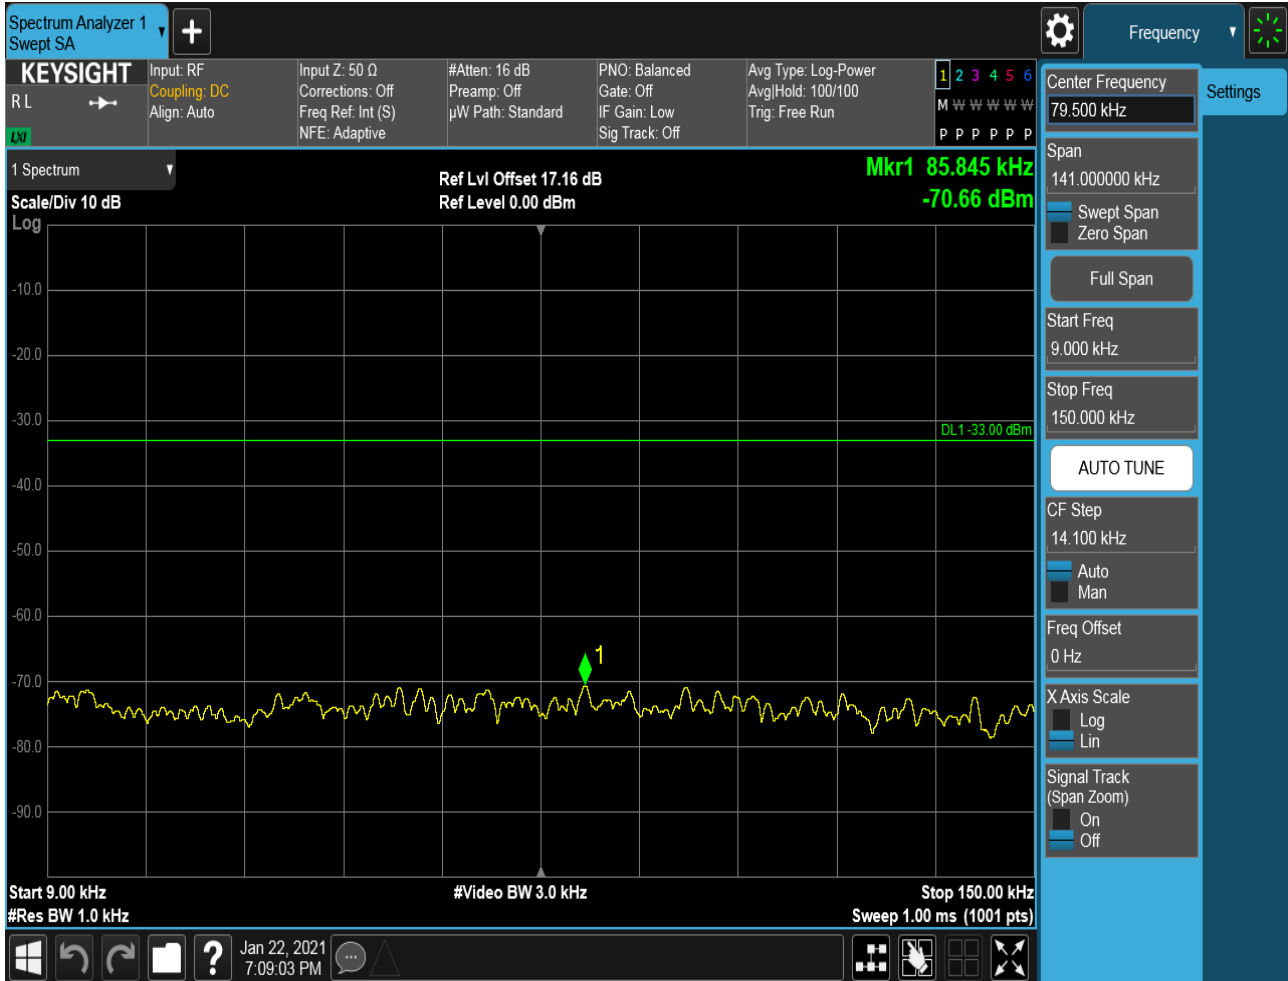 Spectrum Analyzer 1
Swept SA
+
Frequency
KEYSIGHT
R L
LXI
Input: RF
Coupling: DC
Align: Auto
Input Z: 50 Ω
Corrections: Off
Freq Ref: Int (S)
NFE: Adaptive
#Atten: 16 dB
Preamp: Off
µW Path: Standard
PNO: Balanced
Gate: Off
IF Gain: Low
Sig Track: Off
Avg Type: Log-Power
Avg|Hold: 100/100
Trig: Free Run
1 2 3 4 5 6
M W W W W W
P P P P P P
1 Spectrum
Scale/Div 10 dB
Log
Ref Lvl Offset 17.16 dB
Ref Level 0.00 dBm
Mkr1 85.845 kHz
-70.66 dBm
-10.0
-20.0
-30.0
DL1 -33.00 dBm
-40.0
-50.0
-60.0
1
-70.0
-80.0
-90.0
Start 9.00 kHz
#Video BW 3.0 kHz
Stop 150.00 kHz
#Res BW 1.0 kHz
Sweep 1.00 ms (1001 pts)
?
Jan 22, 2021
7:09:03 PM
Center Frequency
79.500 kHz
Settings
Span
141.000000 kHz
Swept Span
Zero Span
Full Span
Start Freq
9.000 kHz
Stop Freq
150.000 kHz
AUTO TUNE
CF Step
14.100 kHz
Auto
Man
Freq Offset
0 Hz
X Axis Scale
Log
Lin
Signal Track
(Span Zoom)
On
Off